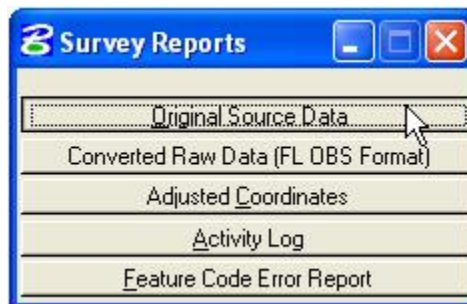 Survey Reports
Original Source Data
Converted Raw Data (FL OBS Format)
Adjusted Coordinates
Activity Log
Feature Code Error Report